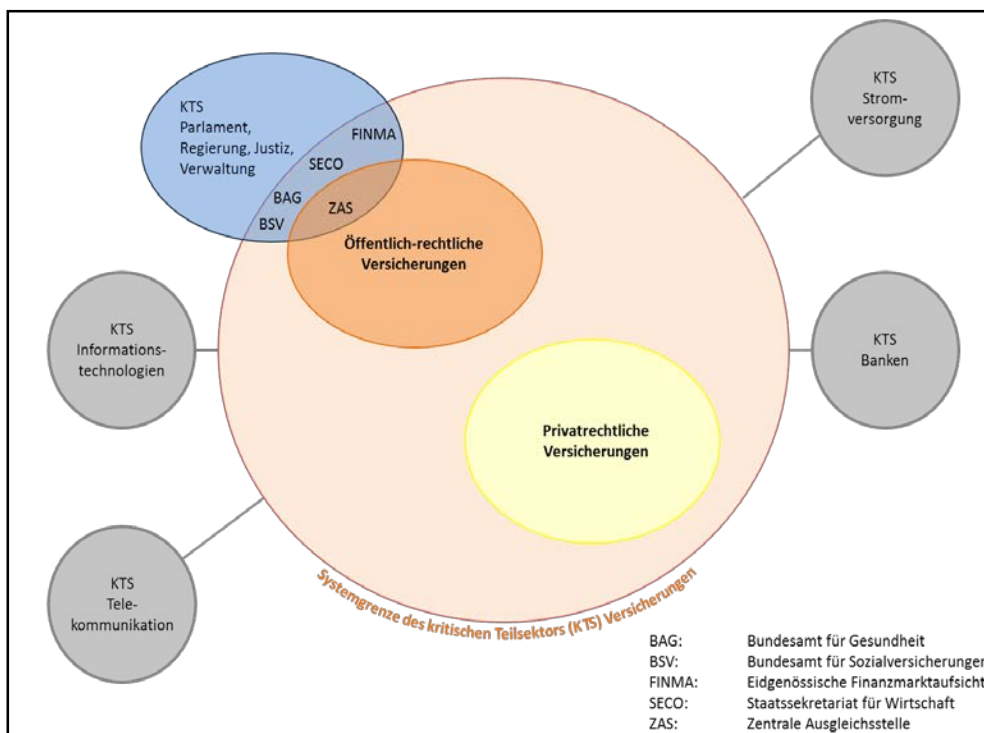 KTS
Parlament,
Regierung, Justiz,
Verwaltung
FINMA
SECO
BAG
ZAS
BSV
Öffentlich-rechtliche
Versicherungen
KTS
Strom-
versorgung
KTS
Informations-
technologien
KTS
Banken
Privatrechtliche
Versicherungen
KTS
Tele-
kommunikation
Systemgrenze des kritischen Teilsektors (KTS) Versicherungen
BAG: Bundesamt für Gesundheit
BSV: Bundesamt für Sozialversicherungen
FINMA: Eidgenössische Finanzmarktaufsicht
SECO: Staatssekretariat für Wirtschaft
ZAS: Zentrale Ausgleichsstelle